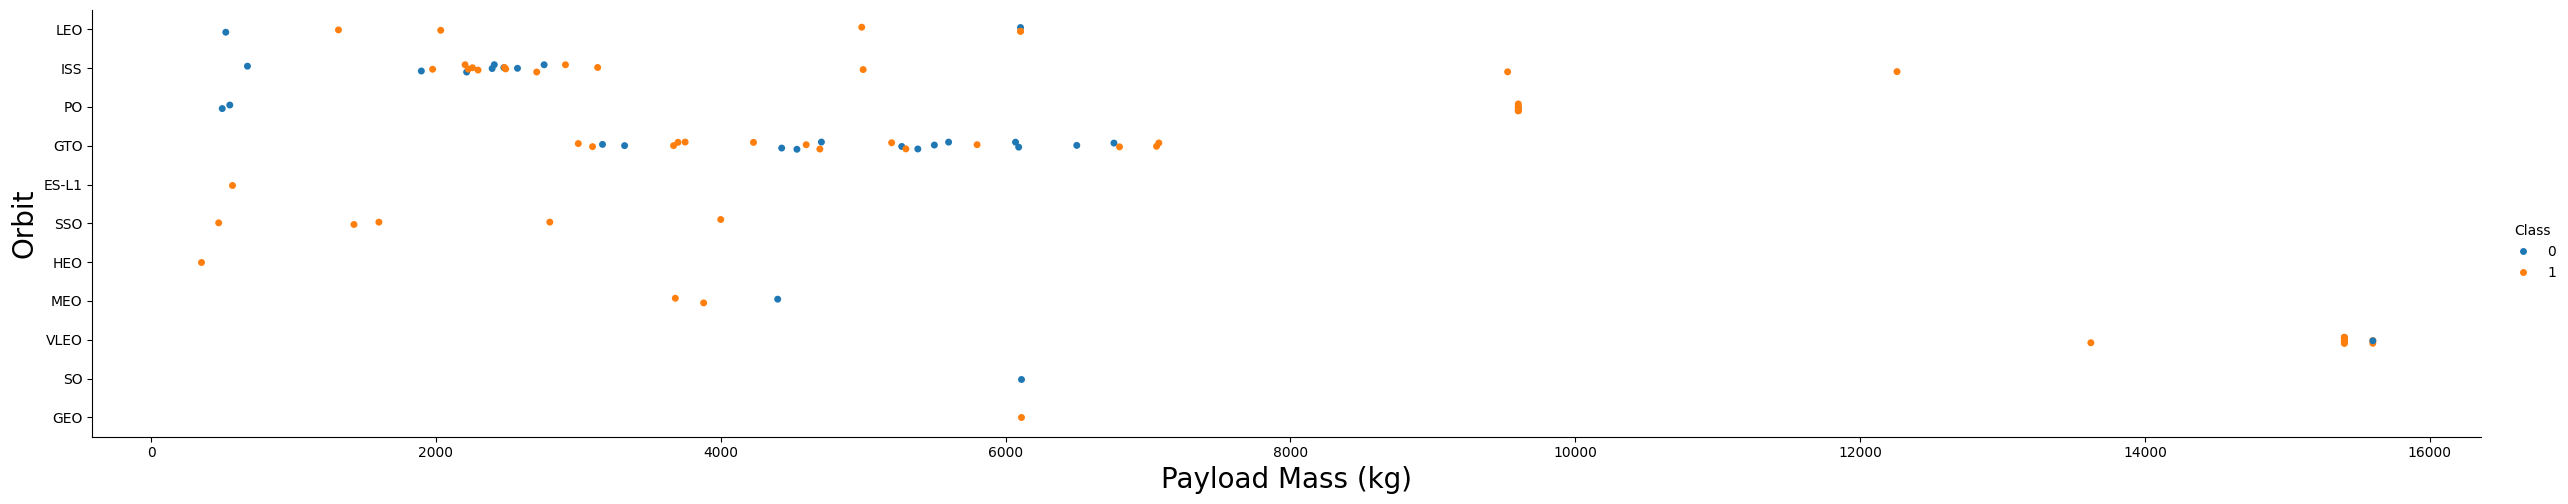 LEO
ISS
PO
GTO
ES-L1
SSO
HEO
MEO
VLEO
SO
GEO
Orbit
0 2000 4000 6000 8000 10000 12000 14000 16000
Payload Mass (kg)
Class
0
1